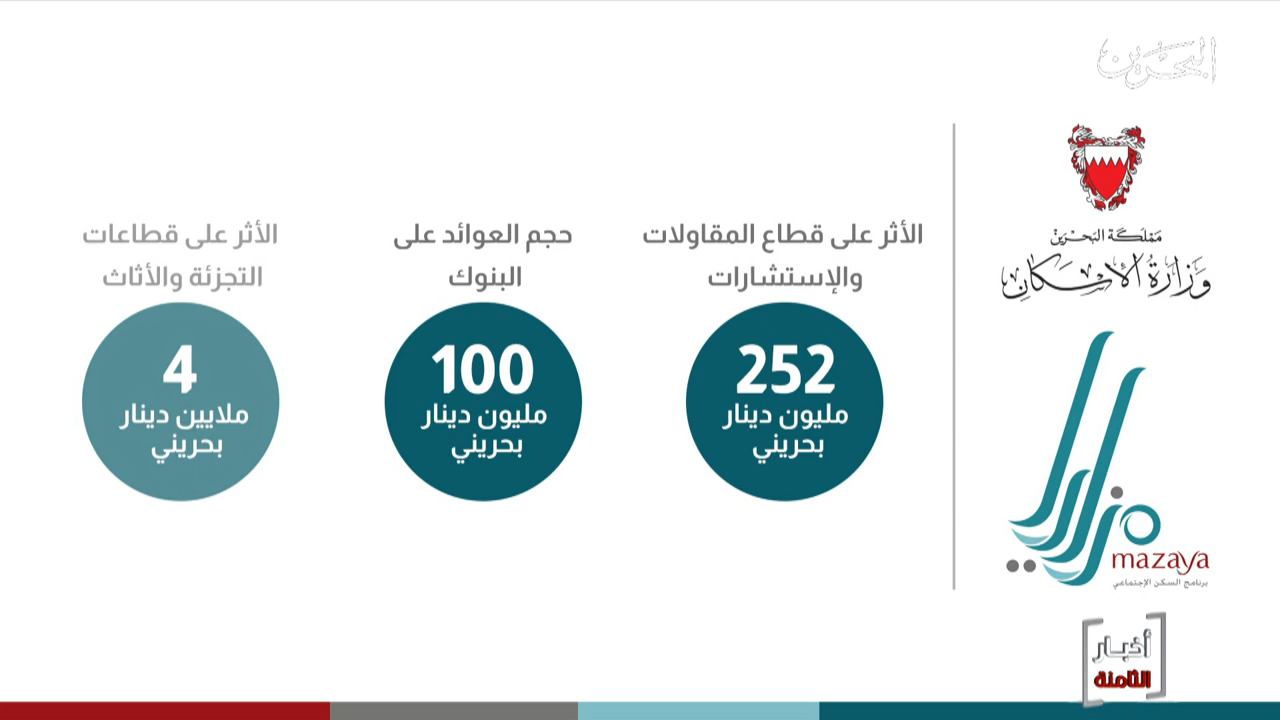 البحرين
مملكة البحرين
وزارة الإسكان
مزايا
mazaya
برنامج السكن الإجتماعي
الأثر على قطاع المقاولات
والإستشارات
252
مليون دينار
بحريني
حجم العوائد على
البنوك
100
مليون دينار
بحريني
الأثر على قطاعات
التجزئة والأثاث
4
ملايين دينار
بحريني
أخبار
الثامنة